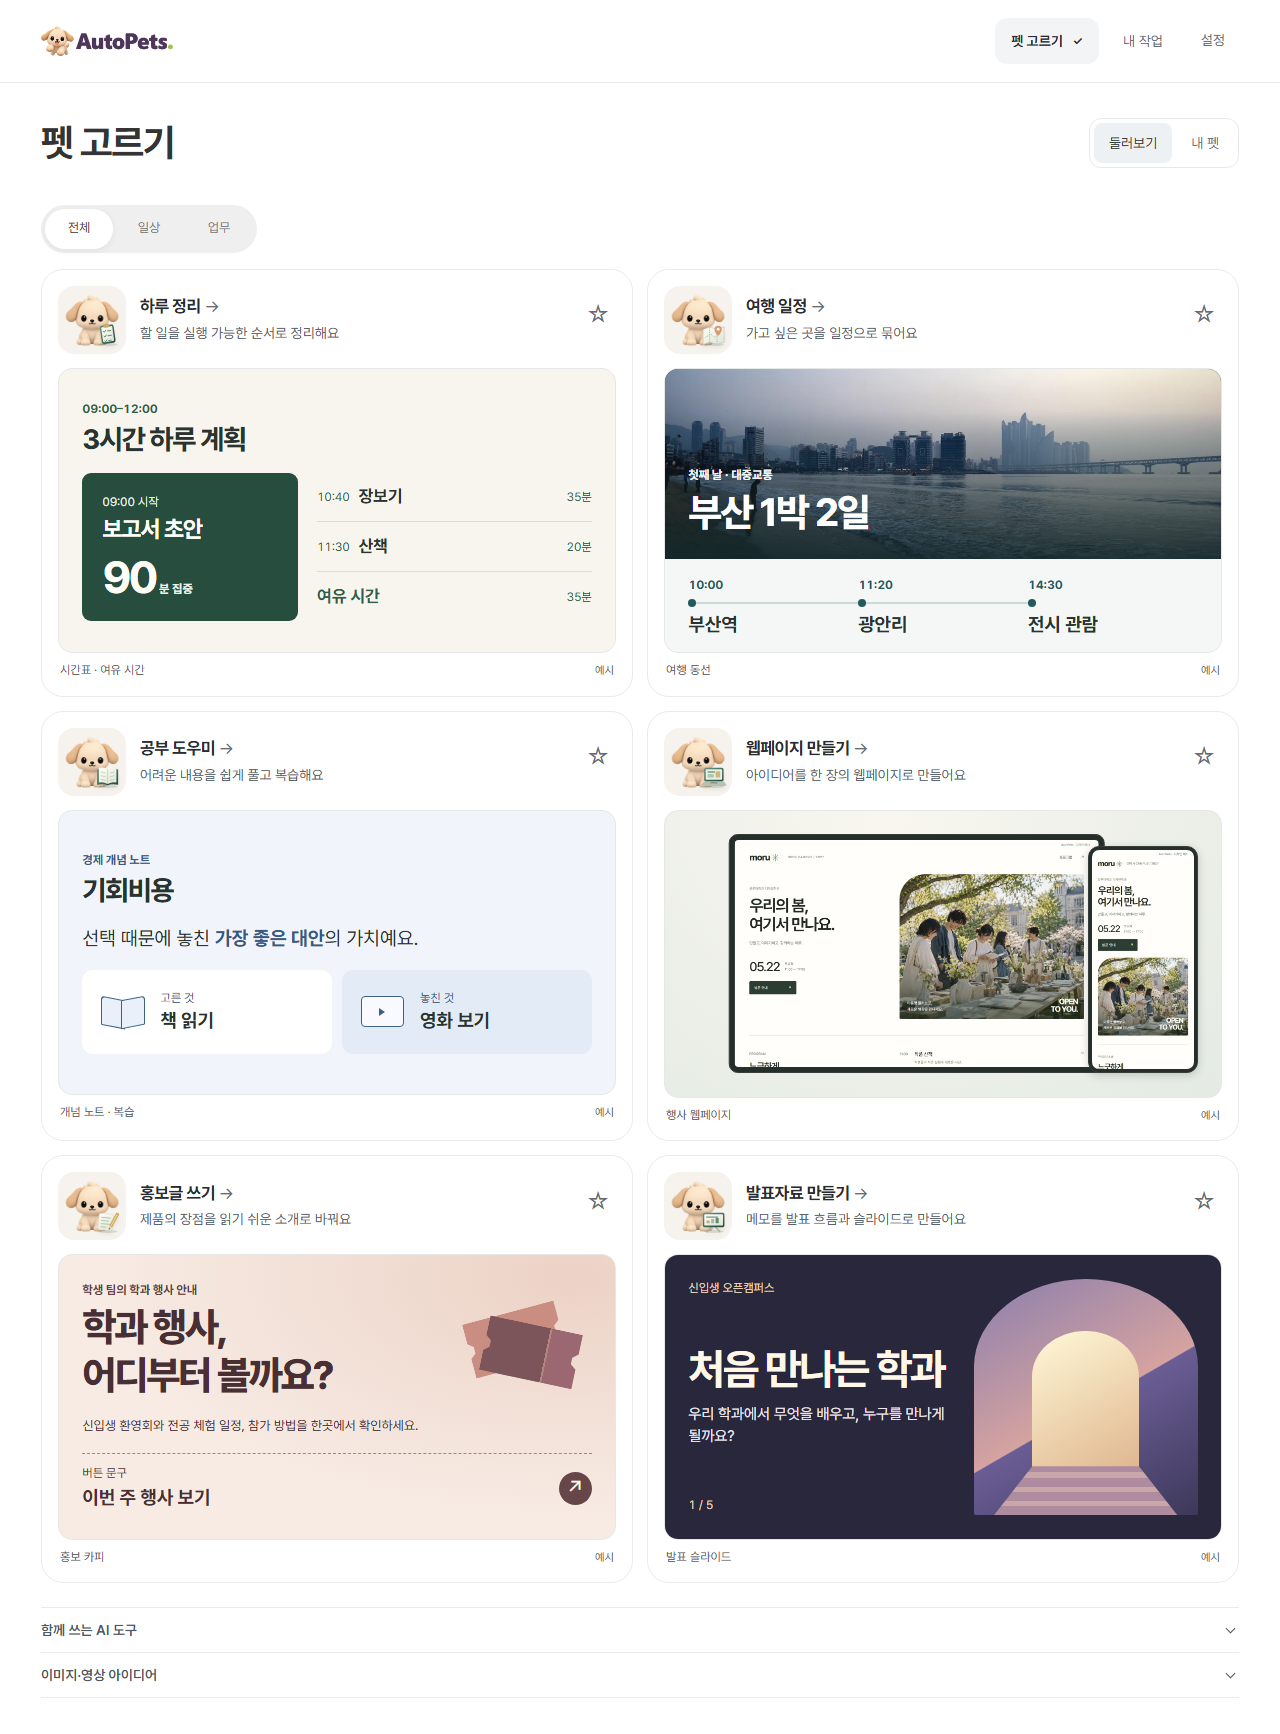 AutoPets.
펫 고르기
내 작업
설정
펫 고르기
둘러보기
내 펫
전체
일상
업무
하루 정리 →
할 일을 실행 가능한 순서로 정리해요
09:00–12:00
3시간 하루 계획
09:00 시작
보고서 초안
90분 집중
10:40 장보기 35분
11:30 산책 20분
여유 시간 35분
시간표 · 여유 시간
예시
여행 일정 →
가고 싶은 곳을 일정으로 묶어요
첫째 날 · 대중교통
부산 1박 2일
10:00
11:20
14:30
부산역
광안리
전시 관람
여행 동선
예시
공부 도우미 →
어려운 내용을 쉽게 풀고 복습해요
경제 개념 노트
기회비용
선택 때문에 놓친 가장 좋은 대안의 가치예요.
고른 것
책 읽기
놓친 것
영화 보기
개념 노트 · 복습
예시
웹페이지 만들기 →
아이디어를 한 장의 웹페이지로 만들어요
moru
우리의 봄,
여기서 만나요.
05.22
OPEN
TO YOU.
moru
우리의 봄,
여기서 만나요.
05.22
OPEN
TO YOU.
행사 웹페이지
예시
홍보글 쓰기 →
제품의 장점을 읽기 쉬운 소개로 바꿔요
학생 팀의 학과 행사 안내
학과 행사,
어디부터 볼까요?
신입생 환영회와 전공 체험 일정, 참가 방법을 한곳에서 확인하세요.
버튼 문구
이번 주 행사 보기
홍보 카피
예시
발표자료 만들기 →
메모를 발표 흐름과 슬라이드로 만들어요
신입생 오픈캠퍼스
처음 만나는 학과
우리 학과에서 무엇을 배우고, 누구를 만나게
될까요?
1 / 5
발표 슬라이드
예시
함께 쓰는 AI 도구
이미지·영상 아이디어